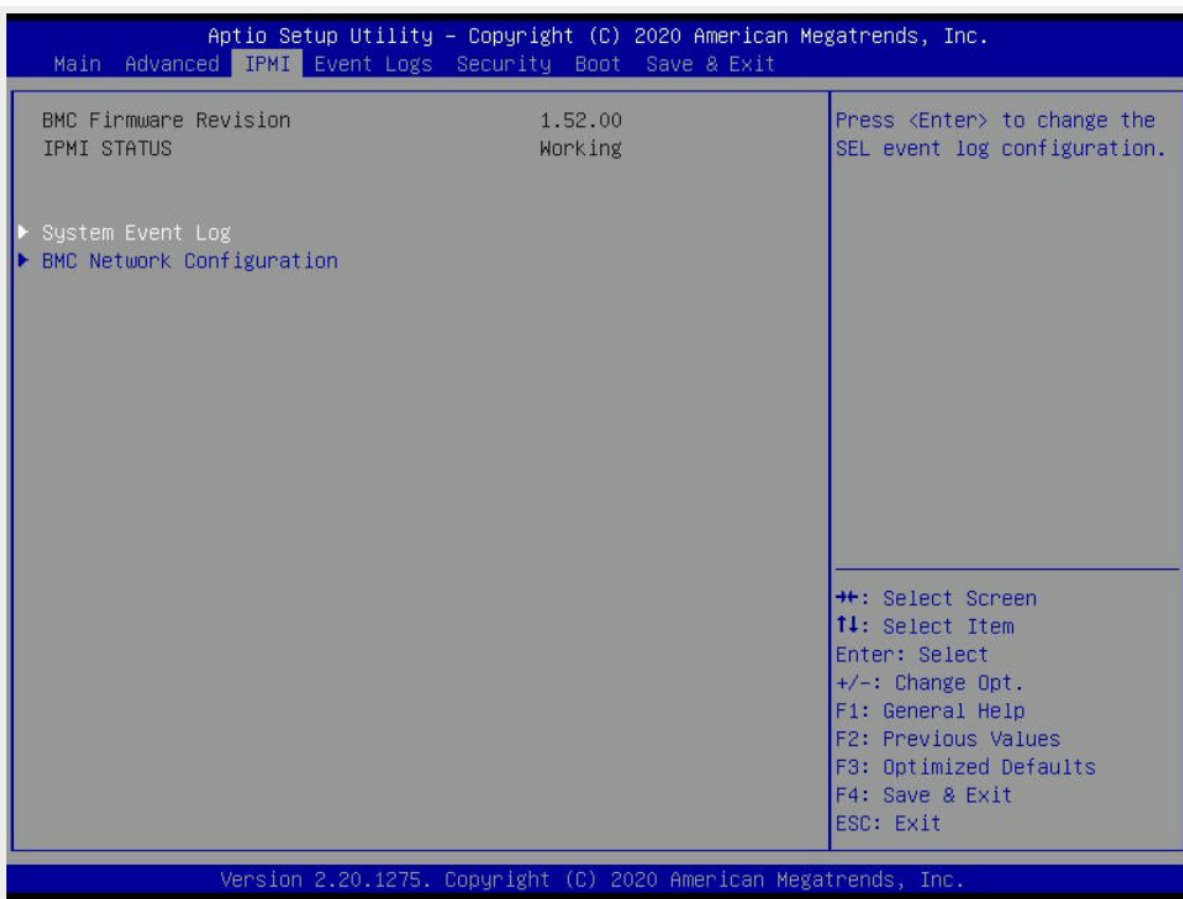 Aptio Setup Utility – Copyright (C) 2020 American Megatrends, Inc.
Main Advanced IPMI Event Logs Security Boot Save & Exit
BMC Firmware Revision 1.52.00
IPMI STATUS Working
System Event Log
BMC Network Configuration
Press <Enter> to change the
SEL event log configuration.
→←: Select Screen
↑↓: Select Item
Enter: Select
+/-: Change Opt.
F1: General Help
F2: Previous Values
F3: Optimized Defaults
F4: Save & Exit
ESC: Exit
Version 2.20.1275. Copyright (C) 2020 American Megatrends, Inc.